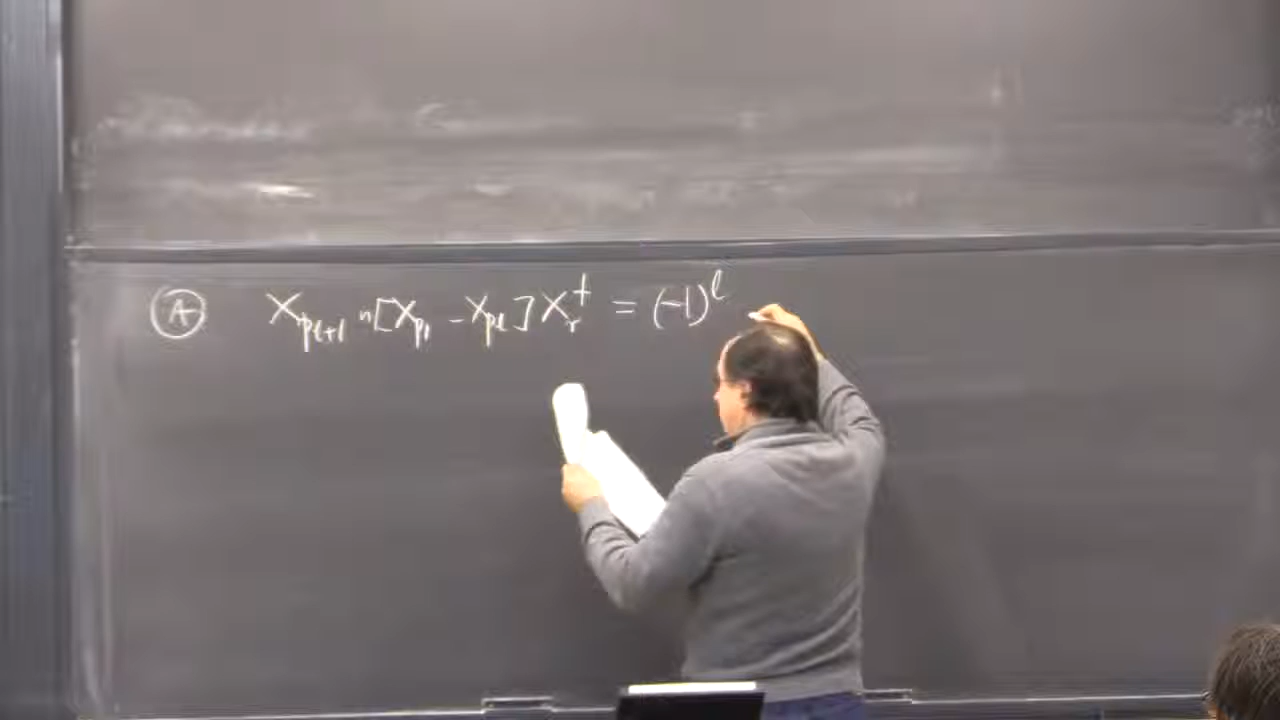 (A) X_{p_{l+1}} "[X_{p_1} - X_{p_l}] X_r^† = (-1)^l